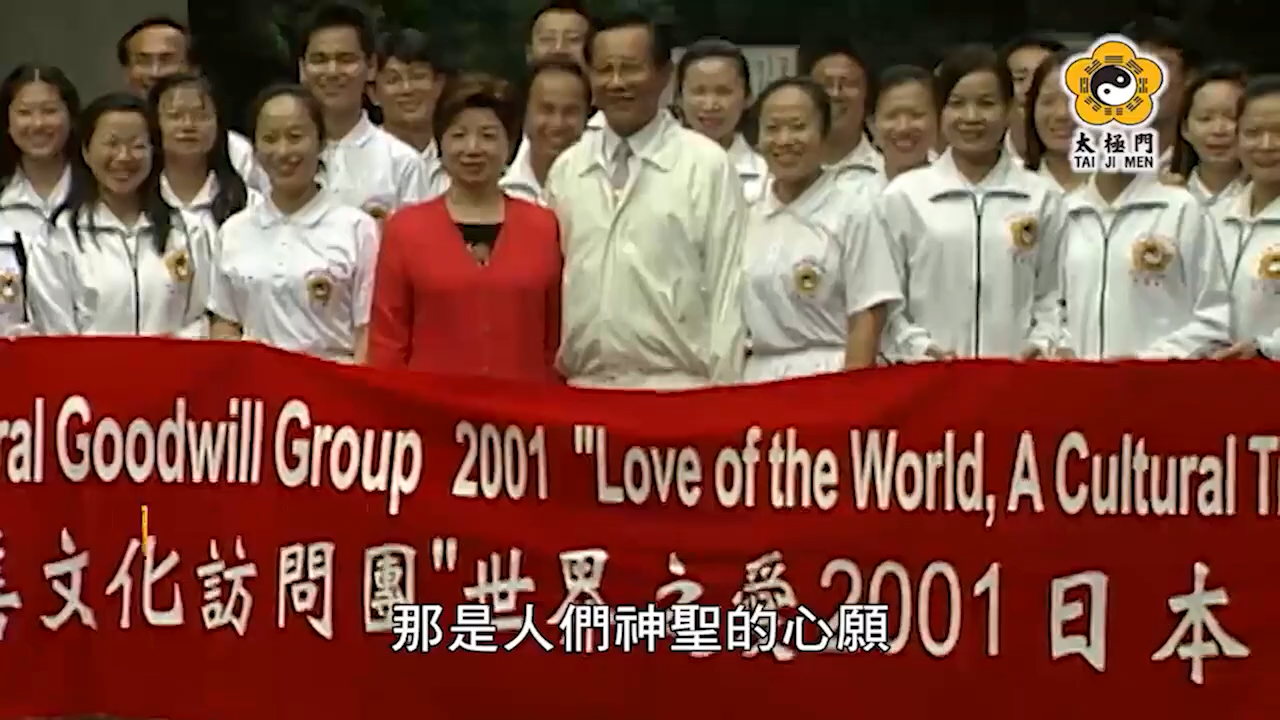 太極門
TAI JI MEN
ral Goodwill Group 2001 "Love of the World, A Cultural T
善文化訪問團"世界之愛2001日本
那是人們神聖的心願